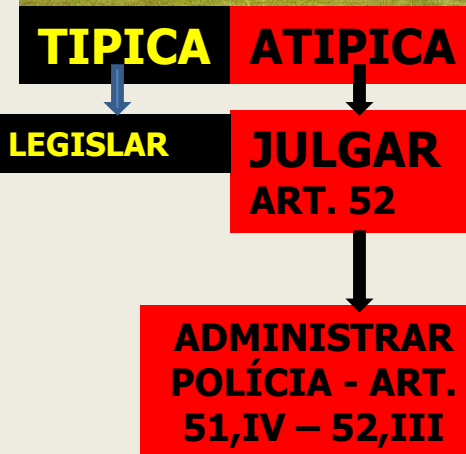 TIPICA ATIPICA
LEGISLAR
JULGAR
ART. 52
ADMINISTRAR
POLÍCIA - ART.
51,IV – 52,III